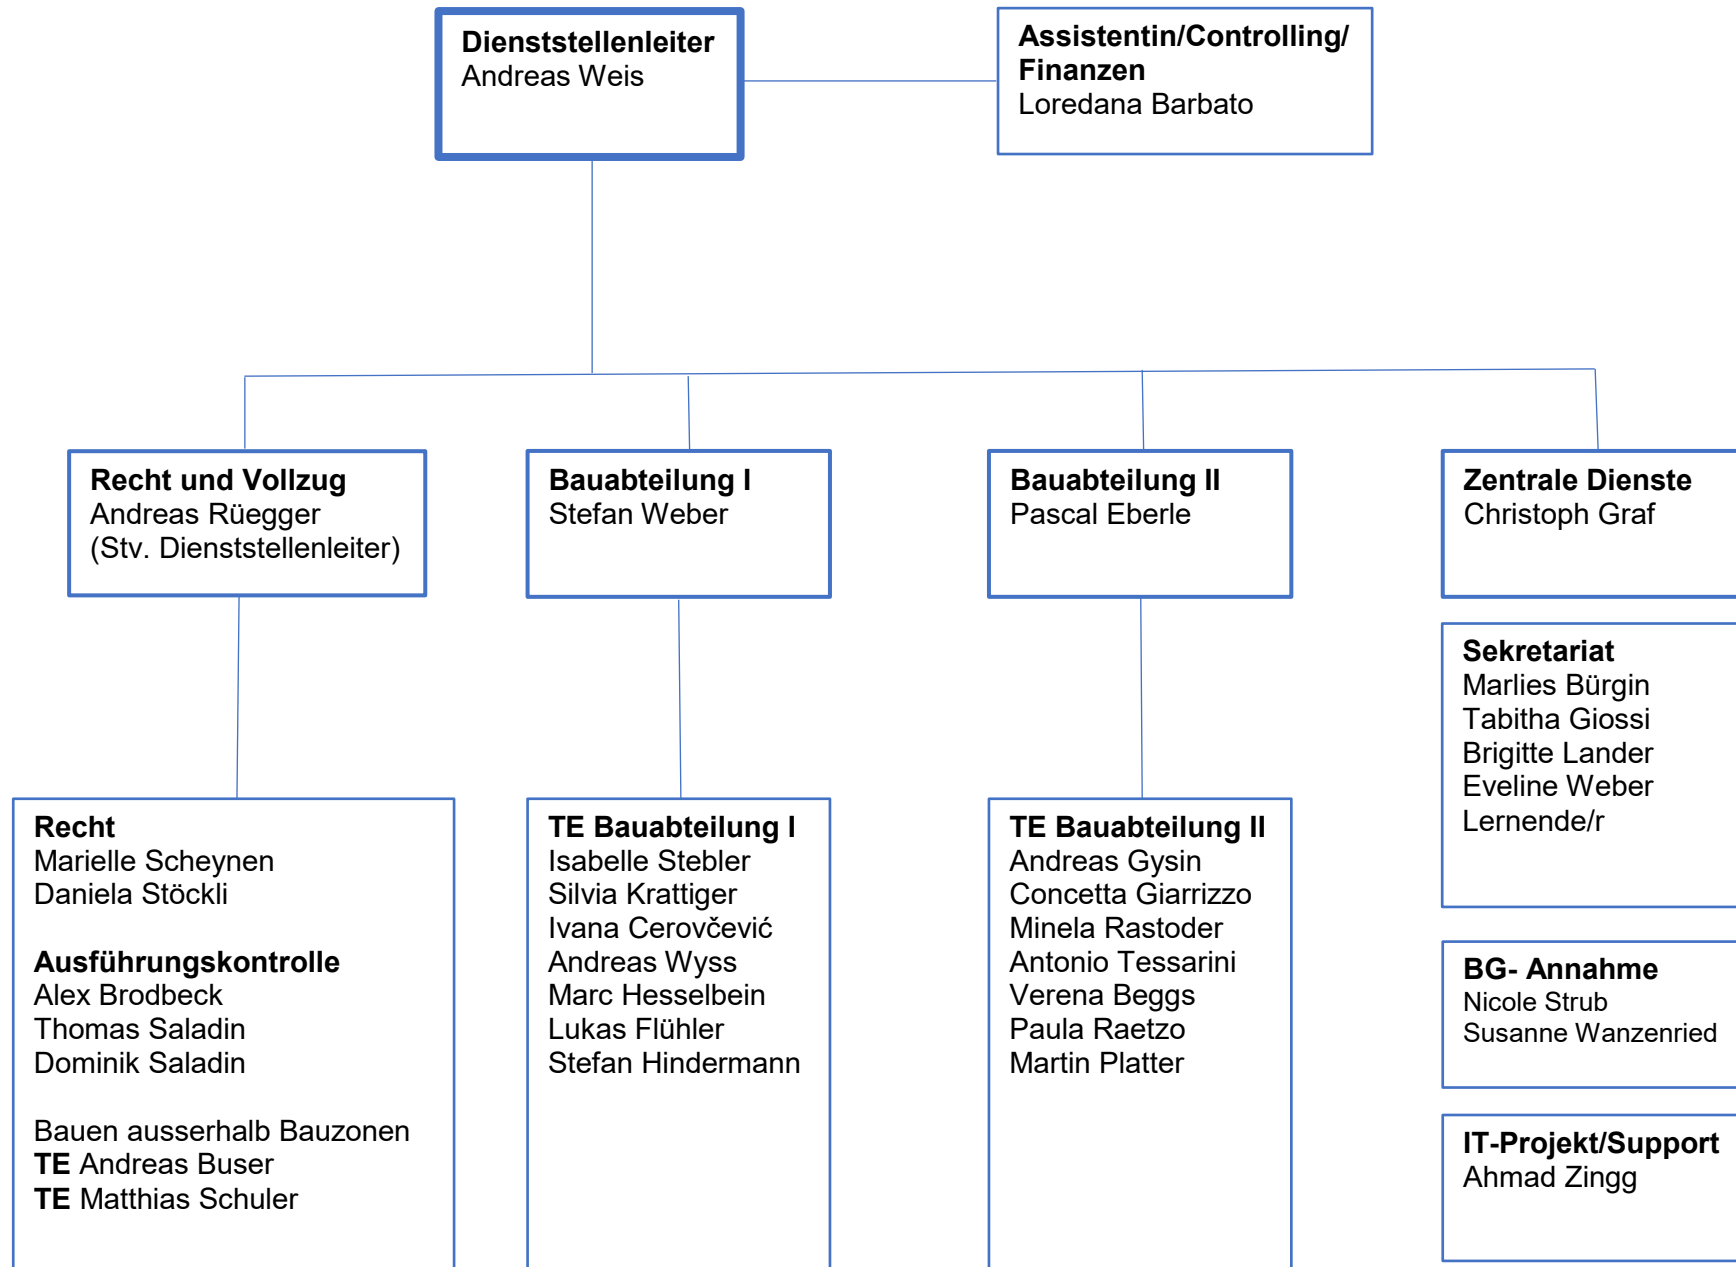 Dienststellenleiter
Andreas Weis
Assistentin/Controlling/
Finanzen
Loredana Barbato
Recht und Vollzug
Andreas Rüegger
(Stv. Dienststellenleiter)
Bauabteilung I
Stefan Weber
Bauabteilung II
Pascal Eberle
Zentrale Dienste
Christoph Graf
Sekretariat
Marlies Bürgin
Tabitha Giossi
Brigitte Lander
Eveline Weber
Lernende/r
Recht
Marielle Scheynen
Daniela Stöckli
Ausführungskontrolle
Alex Brodbeck
Thomas Saladin
Dominik Saladin
Bauen ausserhalb Bauzonen
TE Andreas Buser
TE Matthias Schuler
TE Bauabteilung I
Isabelle Stebler
Silvia Krattiger
Ivana Cerovčević
Andreas Wyss
Marc Hesselbein
Lukas Flühler
Stefan Hindermann
TE Bauabteilung II
Andreas Gysin
Concetta Giarrizzo
Minela Rastoder
Antonio Tessarini
Verena Beggs
Paula Raetzo
Martin Platter
BG- Annahme
Nicole Strub
Susanne Wanzenried
IT-Projekt/Support
Ahmad Zingg